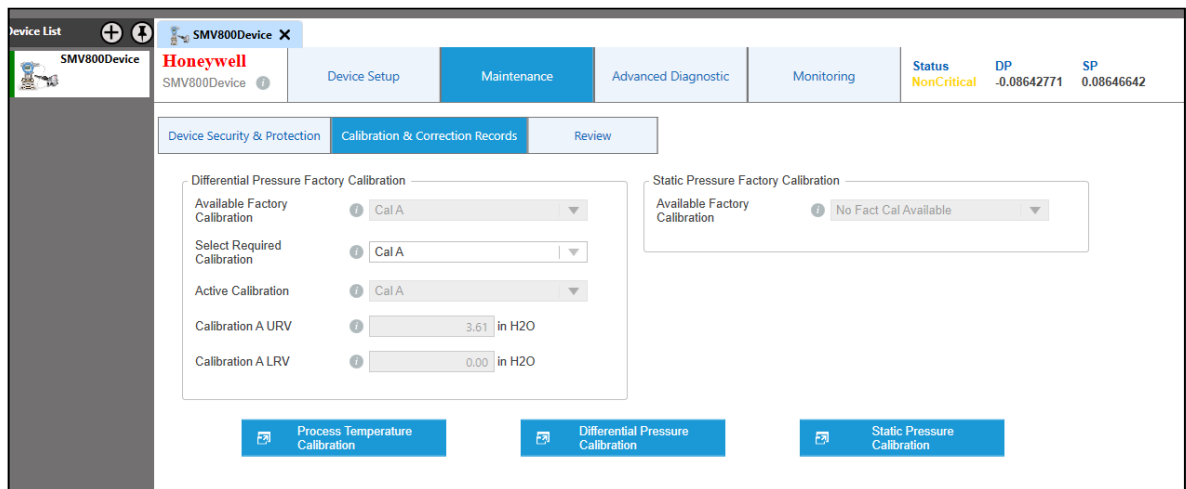 Device List
SMV800Device
SMV800Device X
Honeywell
SMV800Device
Device Setup
Maintenance
Advanced Diagnostic
Monitoring
Status
NonCritical
DP
-0.08642771
SP
0.08646642
Device Security & Protection
Calibration & Correction Records
Review
Differential Pressure Factory Calibration
Available Factory
Calibration
Cal A
Select Required
Calibration
Cal A
Active Calibration
Cal A
Calibration A URV
3.61 in H2O
Calibration A LRV
0.00 in H2O
Static Pressure Factory Calibration
Available Factory
Calibration
No Fact Cal Available
Process Temperature
Calibration
Differential Pressure
Calibration
Static Pressure
Calibration